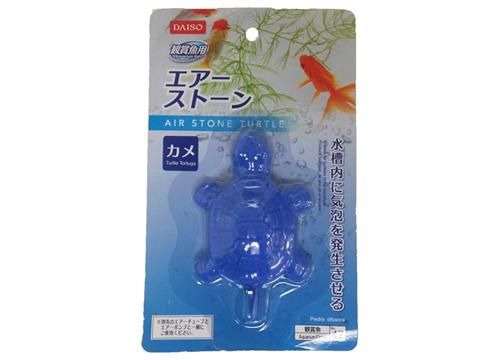 DAISO
観賞魚用
エアー
ストーン
AIR STONE TURTLE
カメ
Turtle Tortuga
水槽内に気泡を発生させる
Piedra difusora
※別売のエアーチューブと
エアーポンプと一緒に
ご使用ください。
観賞魚